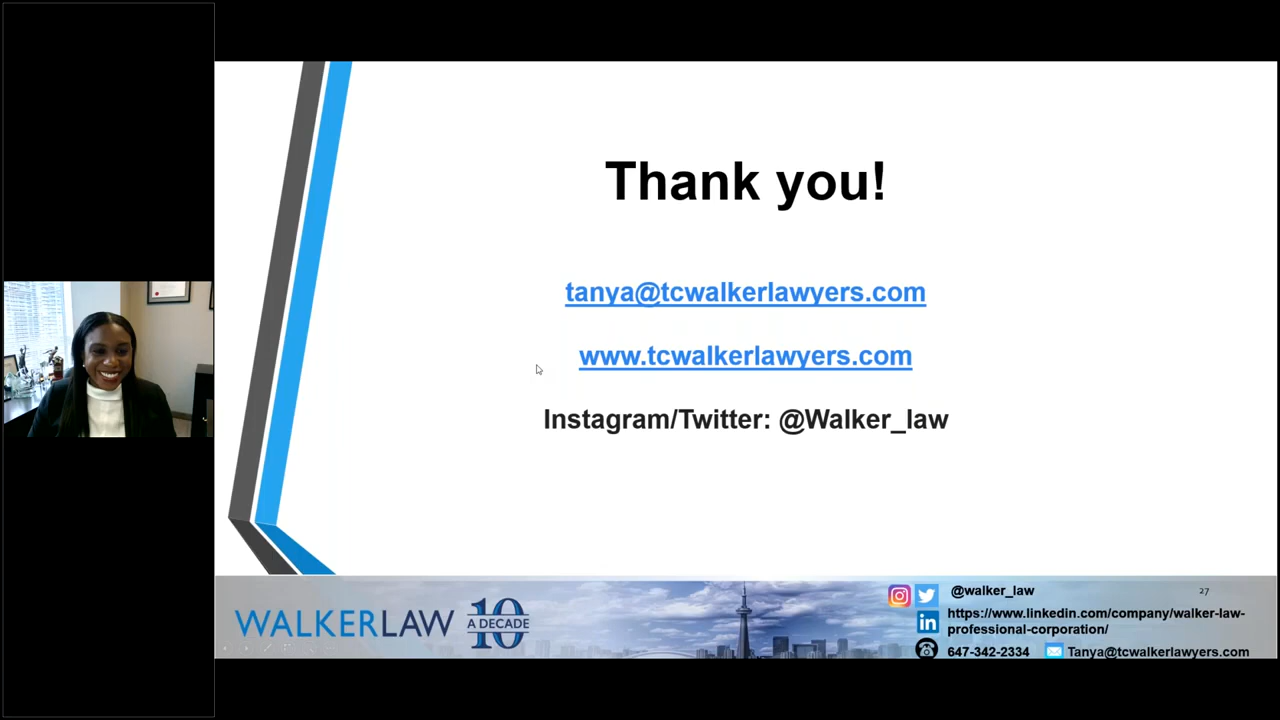 Thank you!
tanya@tcwalkerlawyers.com
www.tcwalkerlawyers.com
Instagram/Twitter: @Walker_law
WALKERLAW 10
A DECADE
@walker_law
27
https://www.linkedin.com/company/walker-law-
professional-corporation/
647-342-2334
Tanya@tcwalkerlawyers.com